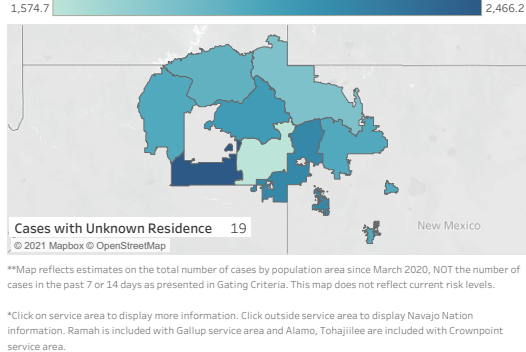 1,574.7 2,466.2
New Mexico
Cases with Unknown Residence 19
© 2021 Mapbox © OpenStreetMap
**Map reflects estimates on the total number of cases by population area since March 2020, NOT the number of
cases in the past 7 or 14 days as presented in Gating Criteria. This map does not reflect current risk levels.
*Click on service area to display more information. Click outside service area to display Navajo Nation
information. Ramah is included with Gallup service area and Alamo, Tohajiilee are included with Crownpoint
service area.